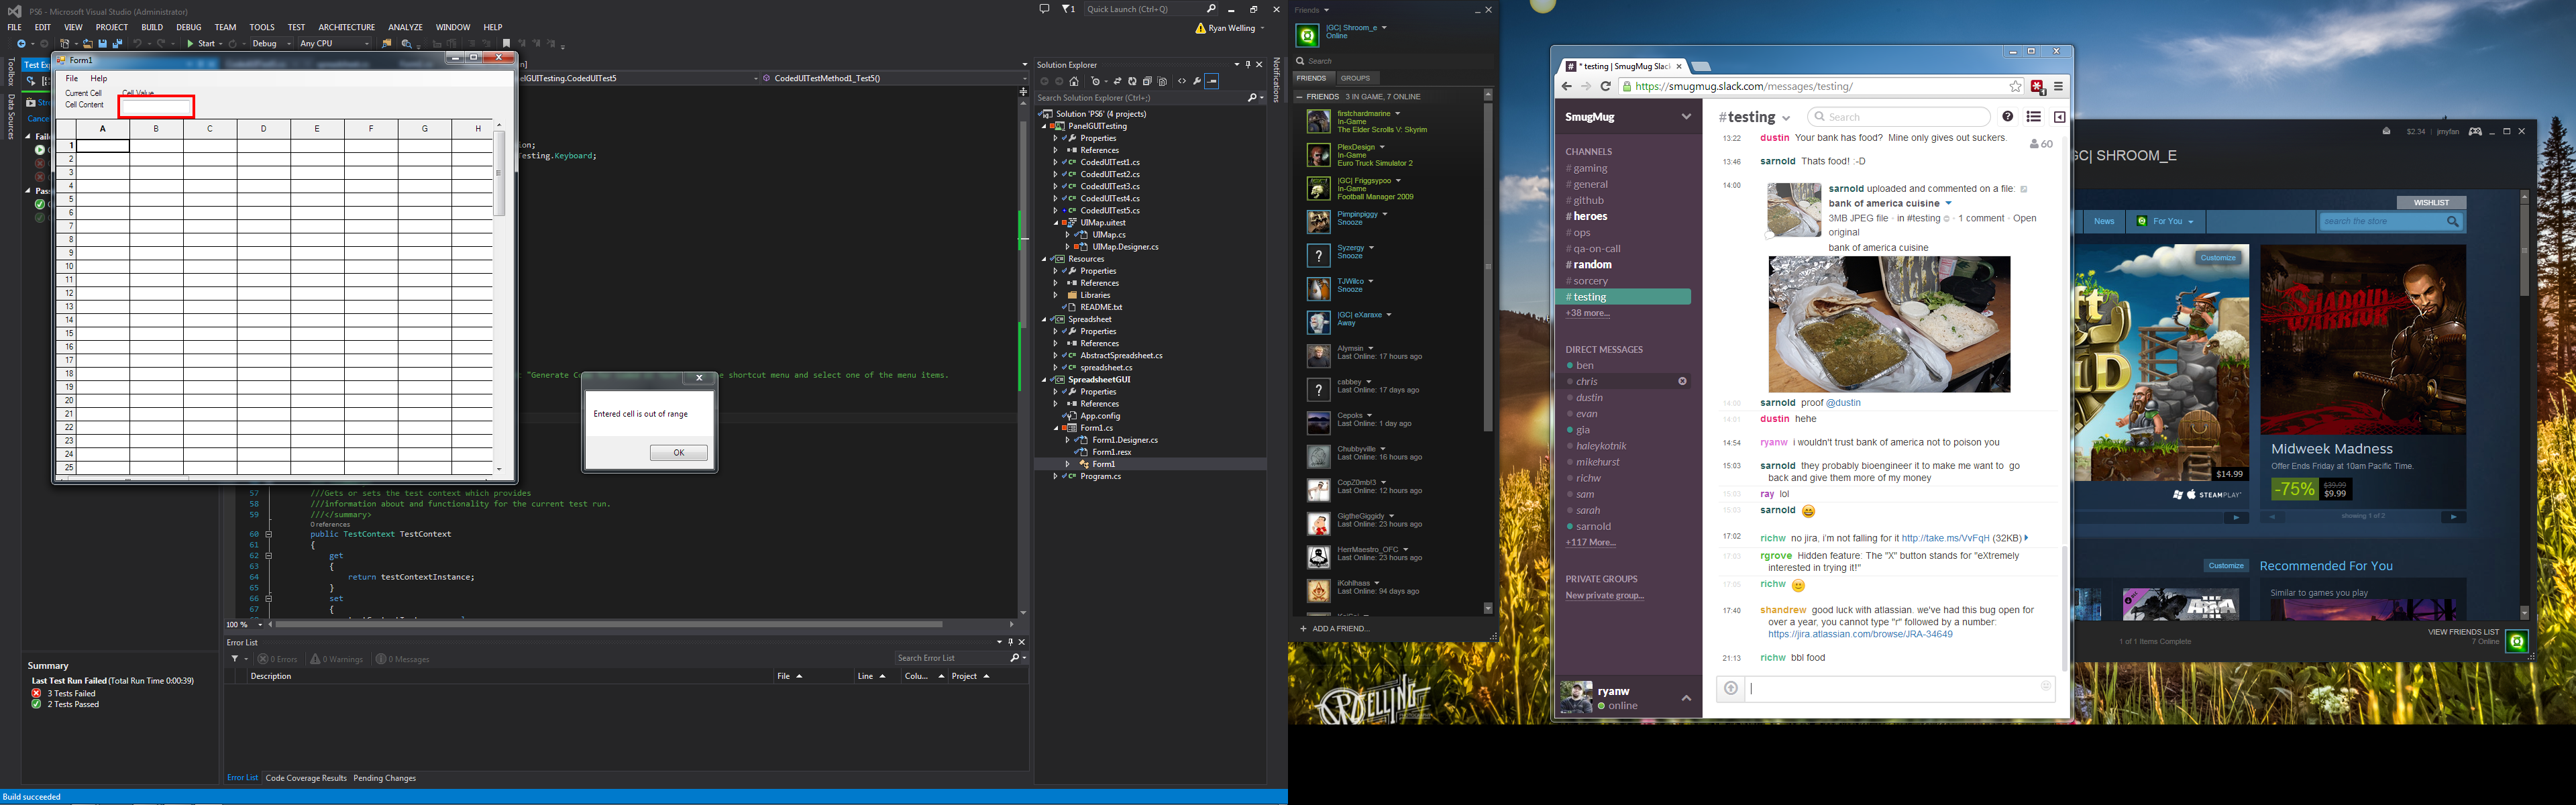 PS6 - Microsoft Visual Studio (Administrator)
Quick Launch (Ctrl+Q)
FILE EDIT VIEW PROJECT BUILD DEBUG TEAM TOOLS TEST ARCHITECTURE ANALYZE WINDOW HELP
Ryan Welling
Start Debug Any CPU
Toolbox
Data Sources
Form1
File Help
Current Cell Cell Value
Cell Content
A B C D E F G H
1
2
3
4
5
6
7
8
9
10
11
12
13
14
15
16
17
18
19
20
21
22
23
24
25
CodedUITestMethod1_Test5()
Testing.Keyboard;
shortcut menu and select one of the menu items.
Entered cell is out of range
OK
57 ///Gets or sets the test context which provides
58 ///information about and functionality for the current test run.
59 ///</summary>
0 references
60 public TestContext TestContext
61 {
62 get
63 {
64 return testContextInstance;
65 }
66 set
67 {
100 %
Error List
0 Errors 0 Warnings 0 Messages
Search Error List
Description File Line Colu... Project
Error List Code Coverage Results Pending Changes
Summary
Last Test Run Failed (Total Run Time 0:00:39)
3 Tests Failed
2 Tests Passed
Build succeeded
Solution Explorer
Search Solution Explorer (Ctrl+;)
Solution 'PS6' (4 projects)
PanelGUITesting
Properties
References
CodedUITest1.cs
CodedUITest2.cs
CodedUITest3.cs
CodedUITest4.cs
CodedUITest5.cs
UIMap.uitest
UIMap.cs
UIMap.Designer.cs
Resources
Properties
References
Libraries
README.txt
Spreadsheet
Properties
References
AbstractSpreadsheet.cs
spreadsheet.cs
SpreadsheetGUI
Properties
References
App.config
Form1.cs
Form1.Designer.cs
Form1.resx
Form1
Program.cs
Notifications
Friends
|GC| Shroom_e
Online
Search
FRIENDS GROUPS
FRIENDS 3 IN GAME, 7 ONLINE
firstchardmarine
In-Game
The Elder Scrolls V: Skyrim
PlexDesign
In-Game
Euro Truck Simulator 2
|GC| Friggsypoo
In-Game
Football Manager 2009
Pimpinpiggy
Snooze
Syzergy
Snooze
TJWilco
Snooze
|GC| eXaraxe
Away
Alymsin
Last Online: 17 hours ago
cabbey
Last Online: 17 days ago
Cepoks
Last Online: 1 day ago
Chubbyville
Last Online: 16 hours ago
CopZ0mb!3
Last Online: 12 hours ago
GigtheGiggidy
Last Online: 23 hours ago
HerrMaestro_OFC
Last Online: 23 hours ago
iKohlhaas
Last Online: 94 days ago
+ ADD A FRIEND...
* testing | SmugMug Slack
https://smugmug.slack.com/messages/testing/
SmugMug
CHANNELS
# gaming
# general
# github
# heroes
# ops
# qa-on-call
# random
# sorcery
# testing
+38 more...
DIRECT MESSAGES
ben
chris
dustin
evan
gia
haleykotnik
mikehurst
richw
sam
sarah
sarnold
+117 More...
PRIVATE GROUPS
New private group...
ryanw
online
#testing
Search
60
13:22 dustin Your bank has food? Mine only gives out suckers.
13:46 sarnold Thats food! :-D
14:00 sarnold uploaded and commented on a file:
bank of america cuisine
3MB JPEG file · in #testing · 1 comment · Open
original
bank of america cuisine
14:00 sarnold proof @dustin
14:01 dustin hehe
14:54 ryanw i wouldn't trust bank of america not to poison you
15:03 sarnold they probably bioengineer it to make me want to go
back and give them more of my money
15:03 ray lol
15:03 sarnold
17:02 richw no jira, i'm not falling for it http://take.ms/VvFqH (32KB)
17:03 rgrove Hidden feature: The "X" button stands for "eXtremely
interested in trying it!"
17:05 richw
17:40 shandrew good luck with atlassian. we've had this bug open for
over a year, you cannot type "r" followed by a number:
https://jira.atlassian.com/browse/JRA-34649
21:13 richw bbl food
$2.34 jmyfan
GC| SHROOM_E
WISHLIST
News For You search the store
Customize
$14.99
STEAMPLAY
SHADOW
WARRIOR
Midweek Madness
Offer Ends Friday at 10am Pacific Time.
-75% $39.99
$9.99
showing 1 of 2
Customize Recommended For You
Similar to games you play
1 of 1 Items Complete
VIEW FRIENDS LIST
7 Online